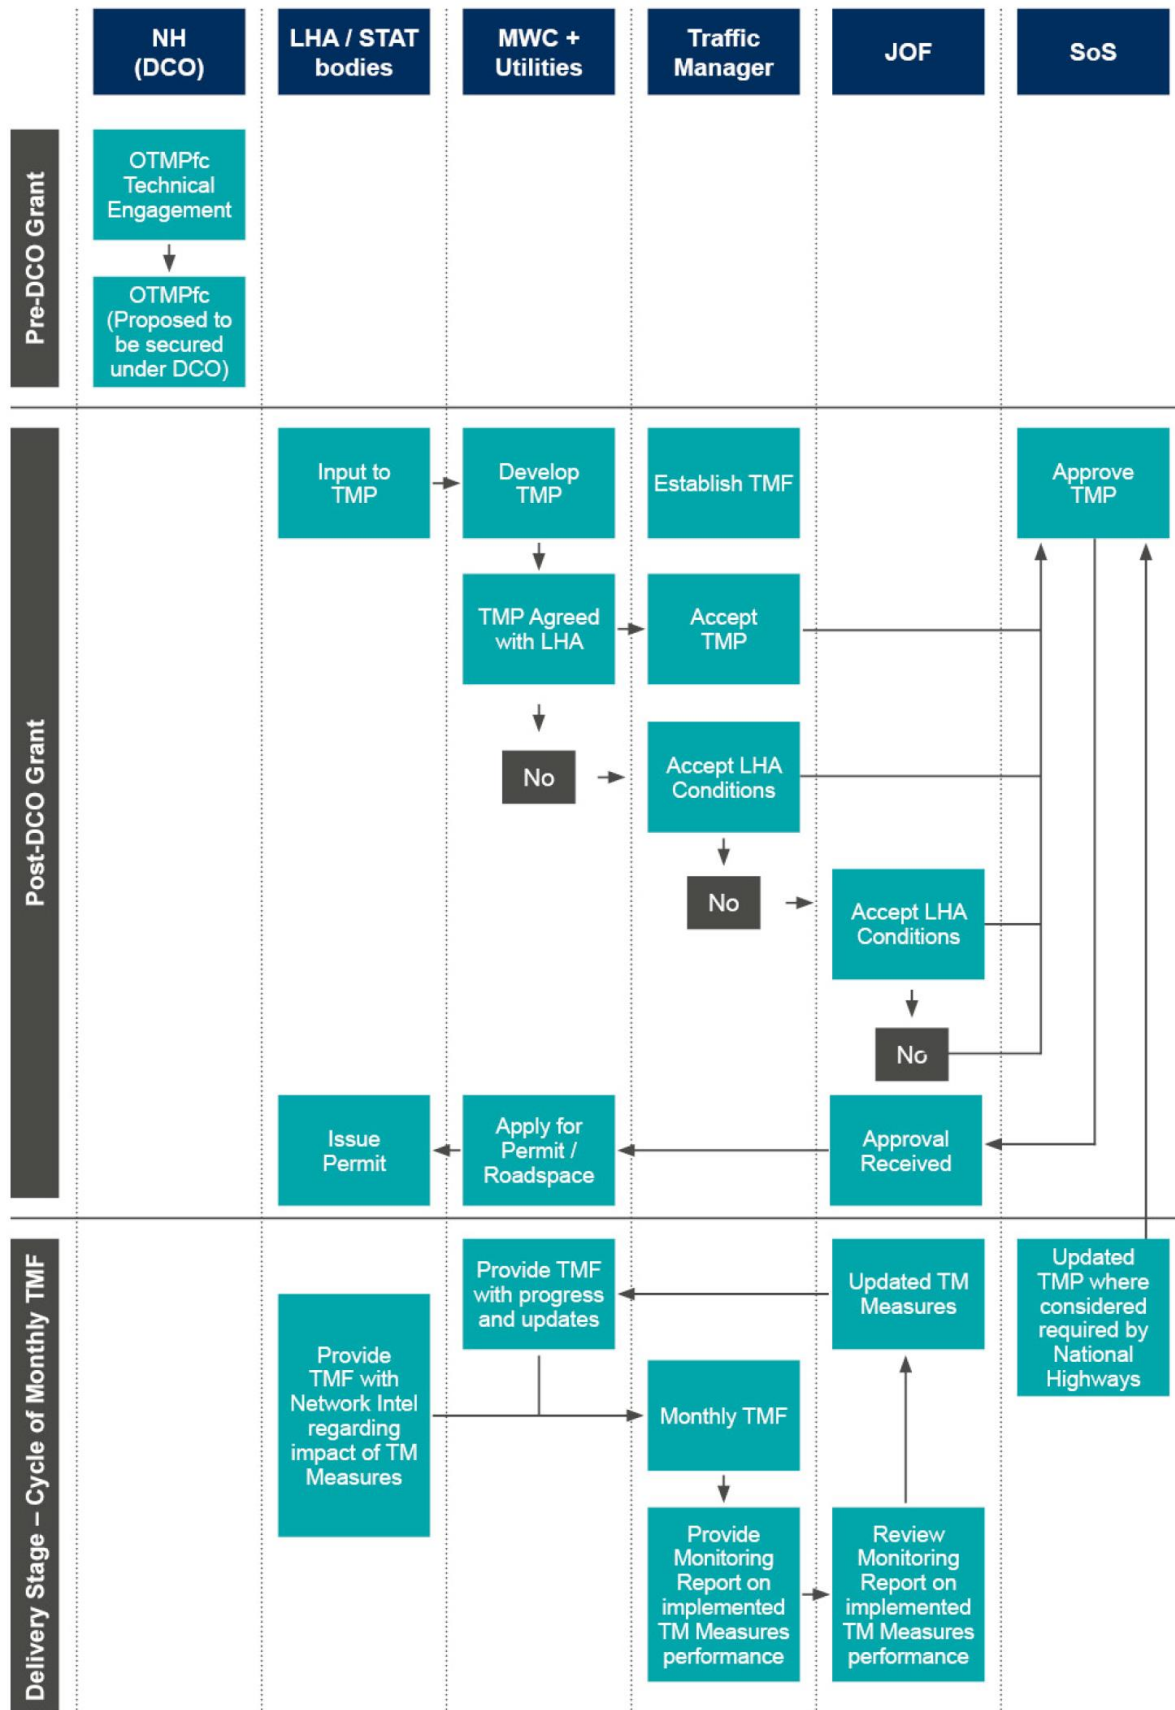 NH
(DCO)
LHA / STAT
bodies
MWC +
Utilities
Traffic
Manager
JOF
SoS
Pre-DCO Grant
OTMPfc
Technical
Engagement
OTMPfc
(Proposed to
be secured
under DCO)
Post-DCO Grant
Input to
TMP
Develop
TMP
Establish TMF
Approve
TMP
TMP Agreed
with LHA
Accept
TMP
No
Accept LHA
Conditions
No
Accept LHA
Conditions
No
Issue
Permit
Apply for
Permit /
Roadspace
Approval
Received
Delivery Stage – Cycle of Monthly TMF
Provide TMF
with progress
and updates
Updated TM
Measures
Updated
TMP where
considered
required by
National
Highways
Provide
TMF with
Network Intel
regarding
impact of TM
Measures
Monthly TMF
Provide
Monitoring
Report on
implemented
TM Measures
performance
Review
Monitoring
Report on
implemented
TM Measures
performance